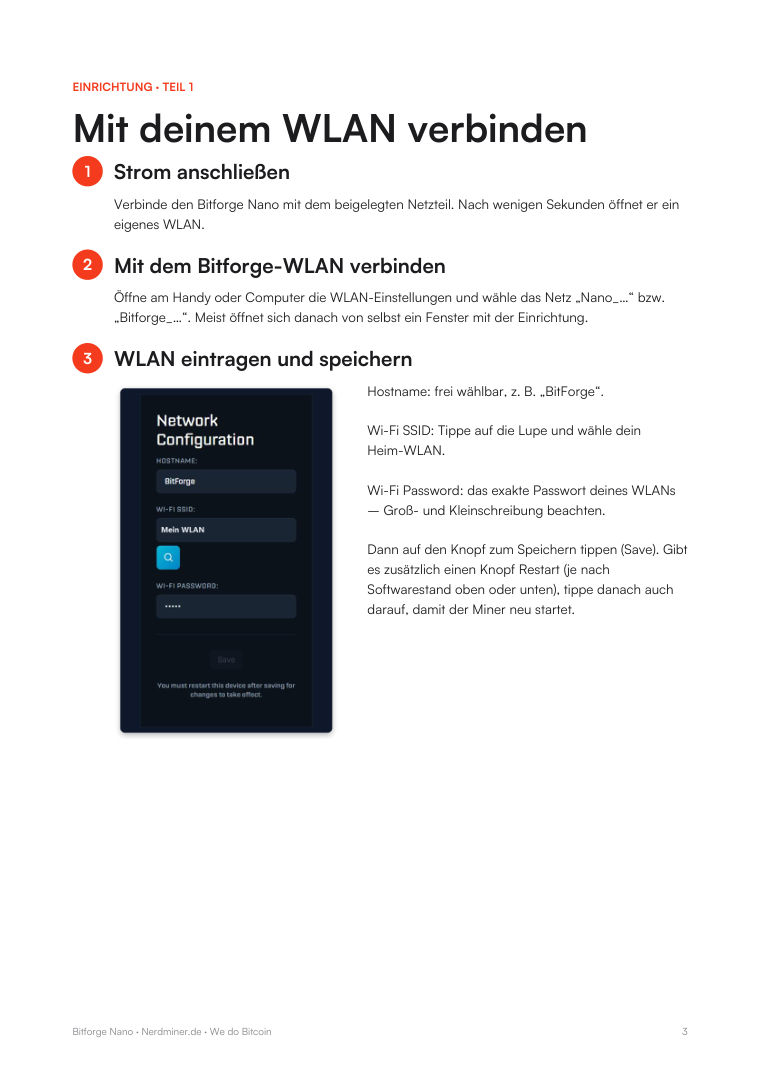 EINRICHTUNG · TEIL 1
Mit deinem WLAN verbinden
1 Strom anschließen
Verbinde den Bitforge Nano mit dem beigelegten Netzteil. Nach wenigen Sekunden öffnet er ein
eigenes WLAN.
2 Mit dem Bitforge-WLAN verbinden
Öffne am Handy oder Computer die WLAN-Einstellungen und wähle das Netz „Nano_…“ bzw.
„Bitforge_…“. Meist öffnet sich danach von selbst ein Fenster mit der Einrichtung.
3 WLAN eintragen und speichern
Network
Configuration
HOSTNAME:
BitForge
WI-FI SSID:
Mein WLAN
WI-FI PASSWORD:
•••••
Save
You must restart this device after saving for
changes to take effect.
Hostname: frei wählbar, z. B. „BitForge“.
Wi-Fi SSID: Tippe auf die Lupe und wähle dein
Heim-WLAN.
Wi-Fi Password: das exakte Passwort deines WLANs
— Groß- und Kleinschreibung beachten.
Dann auf den Knopf zum Speichern tippen (Save). Gibt
es zusätzlich einen Knopf Restart (je nach
Softwarestand oben oder unten), tippe danach auch
darauf, damit der Miner neu startet.
Bitforge Nano · Nerdminer.de · We do Bitcoin
3